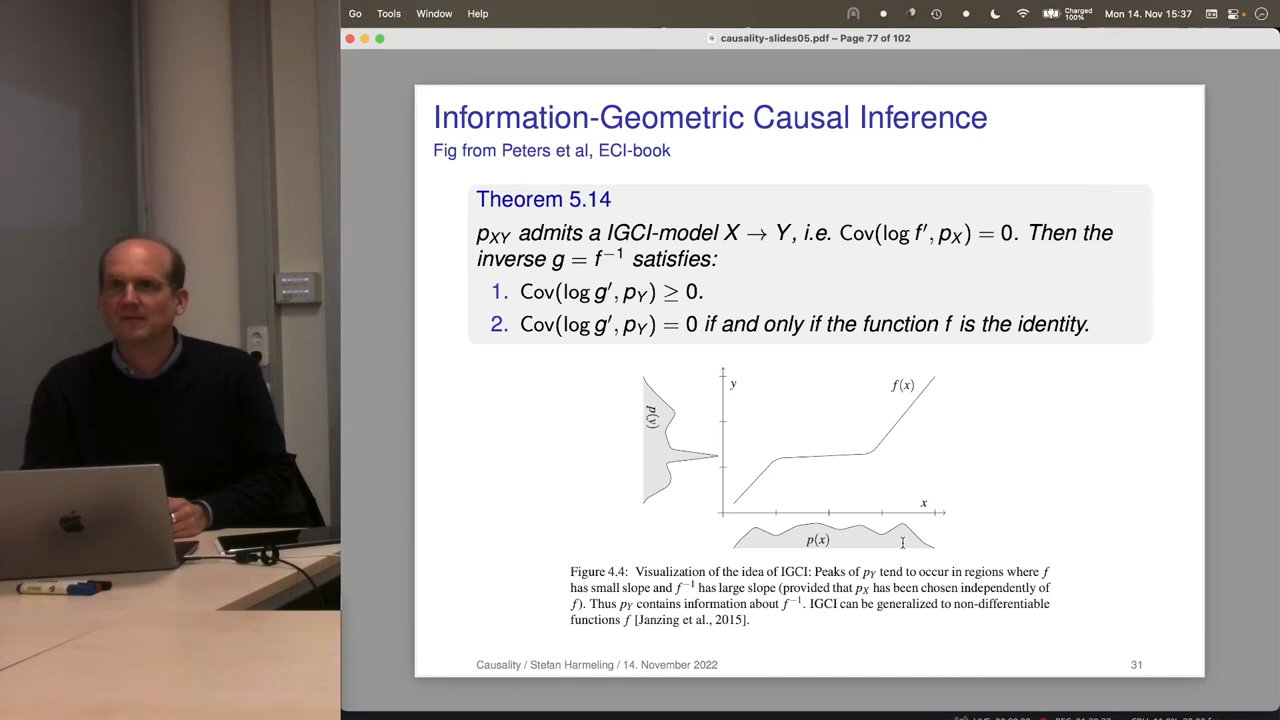 Go Tools Window Help
Charged 100% Mon 14. Nov 15:37
causality-slides05.pdf – Page 77 of 102
Information-Geometric Causal Inference
Fig from Peters et al, ECI-book
Theorem 5.14
p_XY admits a IGCI-model X → Y, i.e. Cov(log f′, p_X) = 0. Then the
inverse g = f⁻¹ satisfies:
1. Cov(log g′, p_Y) ≥ 0.
2. Cov(log g′, p_Y) = 0 if and only if the function f is the identity.
y
f(x)
p(y)
x
p(x)
Figure 4.4: Visualization of the idea of IGCI: Peaks of p_Y tend to occur in regions where f
has small slope and f⁻¹ has large slope (provided that p_X has been chosen independently of
f). Thus p_Y contains information about f⁻¹. IGCI can be generalized to non-differentiable
functions f [Janzing et al., 2015].
Causality / Stefan Harmeling / 14. November 2022
31